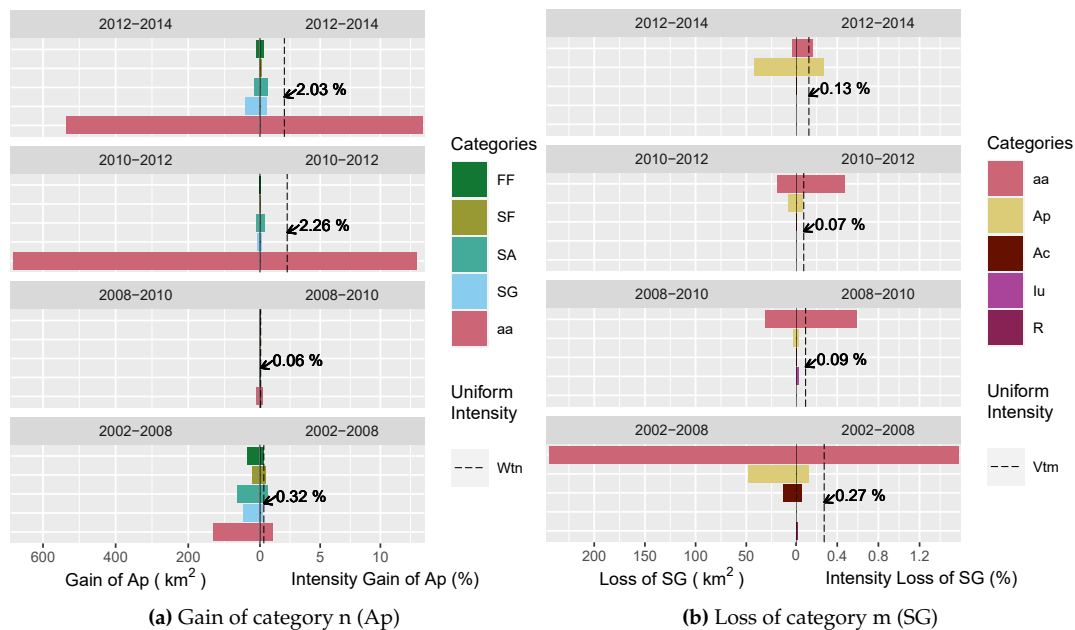 2012−2014 2012−2014
2.03 %
2010−2012 2010−2012
2.26 %
2008−2010 2008−2010
0.06 %
2002−2008 2002−2008
0.32 %
600 400 200 0 5 10
Gain of Ap ( km² ) Intensity Gain of Ap (%)
Categories
FF
SF
SA
SG
aa
Uniform
Intensity
Wtn
(a) Gain of category n (Ap)
2012−2014 2012−2014
0.13 %
2010−2012 2010−2012
0.07 %
2008−2010 2008−2010
0.09 %
2002−2008 2002−2008
0.27 %
200 150 100 50 0 0.4 0.8 1.2
Loss of SG ( km² ) Intensity Loss of SG (%)
Categories
aa
Ap
Ac
Iu
R
Uniform
Intensity
Vtm
(b) Loss of category m (SG)